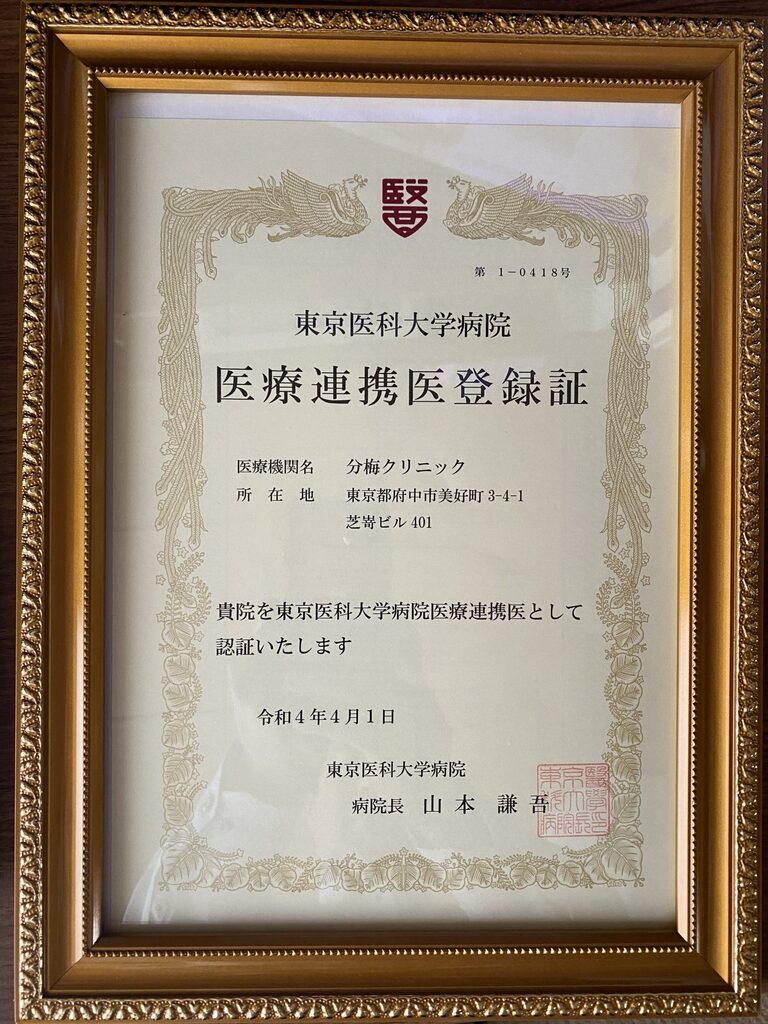 醫
第 1-0418号
東京医科大学病院
医療連携医登録証
医療機関名 分梅クリニック
所在地 東京都府中市美好町 3-4-1
芝嵜ビル 401
貴院を東京医科大学病院医療連携医として
認証いたします
令和4年4月1日
東京医科大学病院
病院長 山本 謙吾